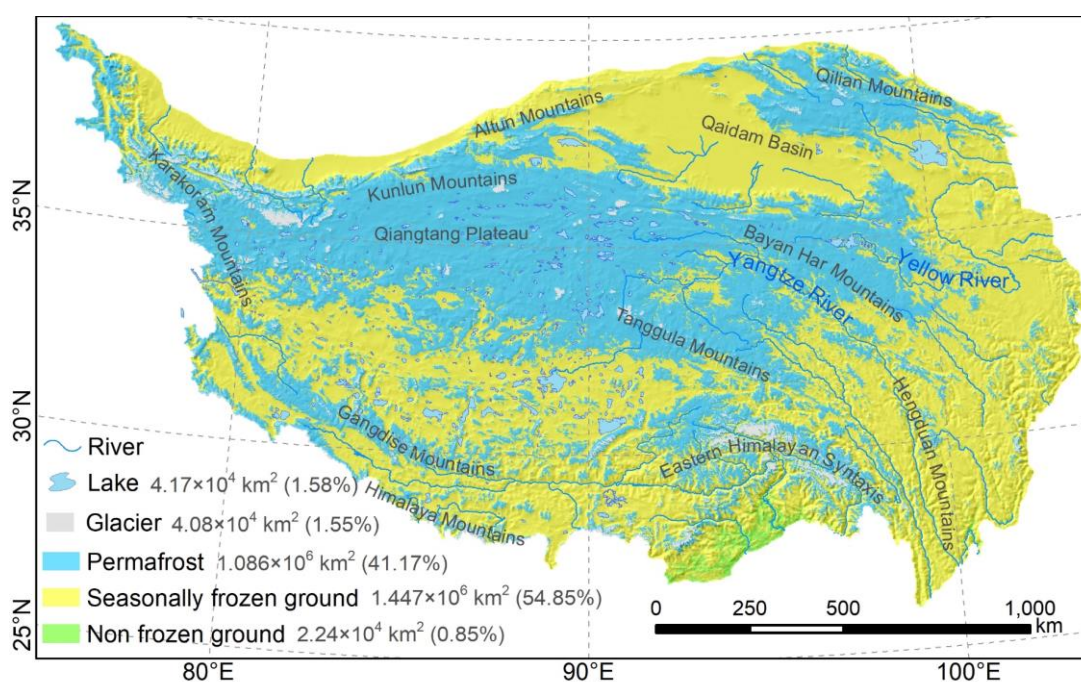 Qilian Mountains
Altun Mountains
Qaidam Basin
Karakoram Mountains
Kunlun Mountains
Qiangtang Plateau
Bayan Har Mountains
Yellow River
Yangtze River
Tanggula Mountains
Gangdise Mountains
Hengduan Mountains
Eastern Himalayan Syntaxis
Himalaya Mountains
35°N
30°N
25°N
River
Lake 4.17×10⁴ km² (1.58%)
Glacier 4.08×10⁴ km² (1.55%)
Permafrost 1.086×10⁶ km² (41.17%)
Seasonally frozen ground 1.447×10⁶ km² (54.85%)
Non frozen ground 2.24×10⁴ km² (0.85%)
0 250 500 1,000
km
80°E 90°E 100°E